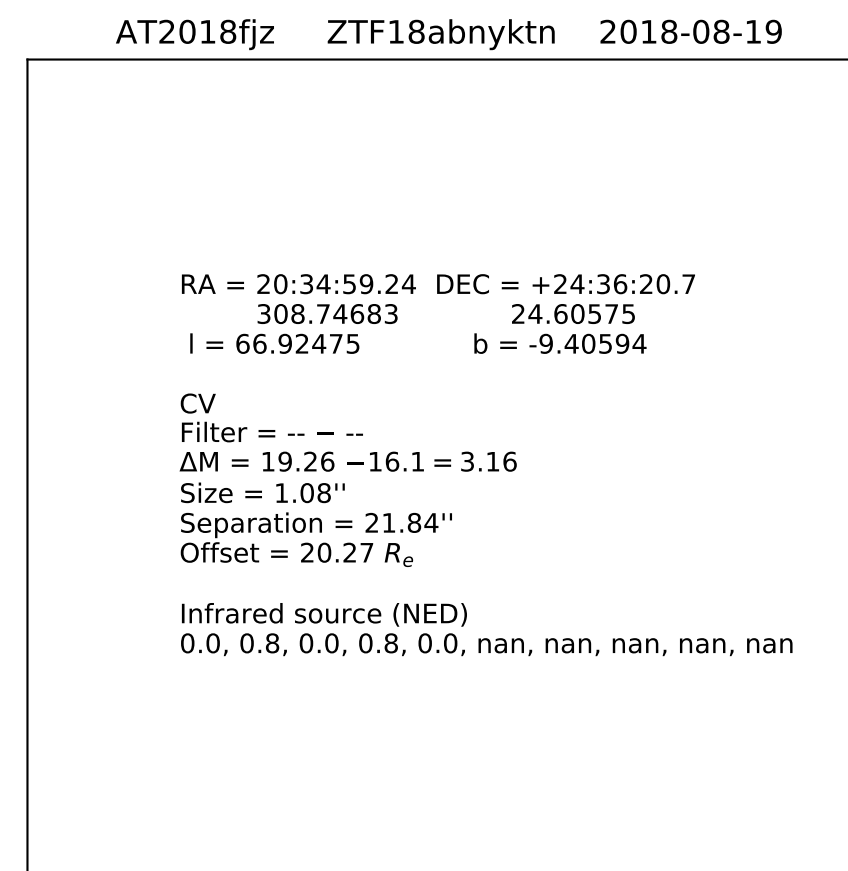 AT2018fjz ZTF18abnyktn 2018-08-19
RA = 20:34:59.24 DEC = +24:36:20.7
308.74683 24.60575
l = 66.92475 b = -9.40594
CV
Filter = -- − --
ΔM = 19.26 −16.1 = 3.16
Size = 1.08''
Separation = 21.84''
Offset = 20.27 Rₑ
Infrared source (NED)
0.0, 0.8, 0.0, 0.8, 0.0, nan, nan, nan, nan, nan